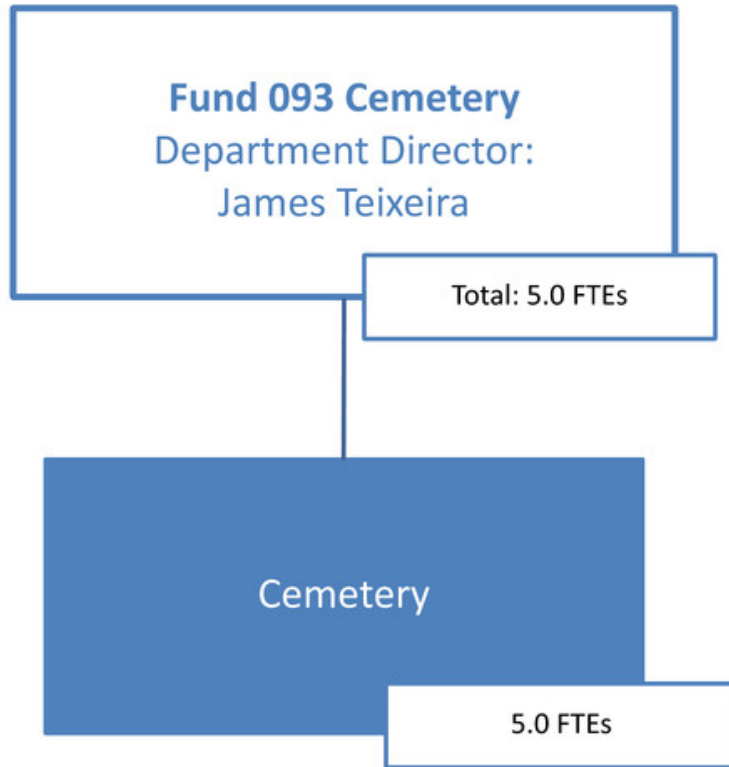 Fund 093 Cemetery
Department Director:
James Teixeira
Total: 5.0 FTEs
Cemetery
5.0 FTEs